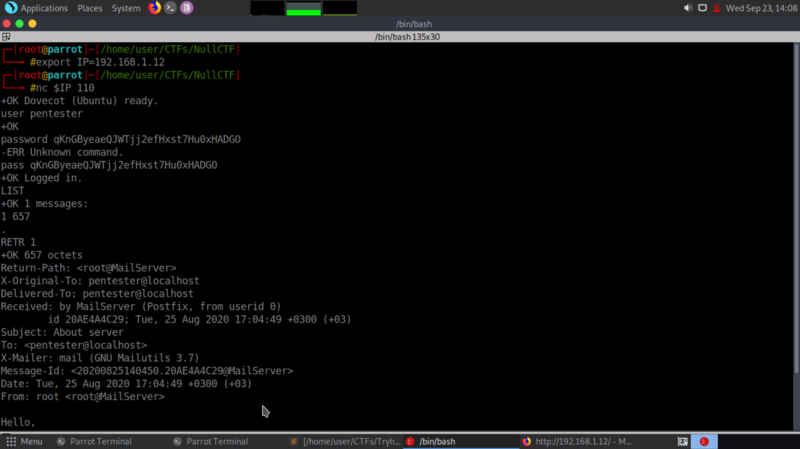 Applications Places System Wed Sep 23, 14:08
/bin/bash
/bin/bash 135x30
[root@parrot]-[/home/user/CTFs/NullCTF]
#export IP=192.168.1.12
[root@parrot]-[/home/user/CTFs/NullCTF]
#nc $IP 110
+OK Dovecot (Ubuntu) ready.
user pentester
+OK
password qKnGByeaeQJWTjj2efHxst7Hu0xHADGO
-ERR Unknown command.
pass qKnGByeaeQJWTjj2efHxst7Hu0xHADGO
+OK Logged in.
LIST
+OK 1 messages:
1 657
.
RETR 1
+OK 657 octets
Return-Path: <root@MailServer>
X-Original-To: pentester@localhost
Delivered-To: pentester@localhost
Received: by MailServer (Postfix, from userid 0)
id 20AE4A4C29; Tue, 25 Aug 2020 17:04:49 +0300 (+03)
Subject: About server
To: <pentester@localhost>
X-Mailer: mail (GNU Mailutils 3.7)
Message-Id: <20200825140450.20AE4A4C29@MailServer>
Date: Tue, 25 Aug 2020 17:04:49 +0300 (+03)
From: root <root@MailServer>
Hello,
Menu Parrot Terminal Parrot Terminal [/home/user/CTFs/Tryh... /bin/bash http://192.168.1.12/ - M...